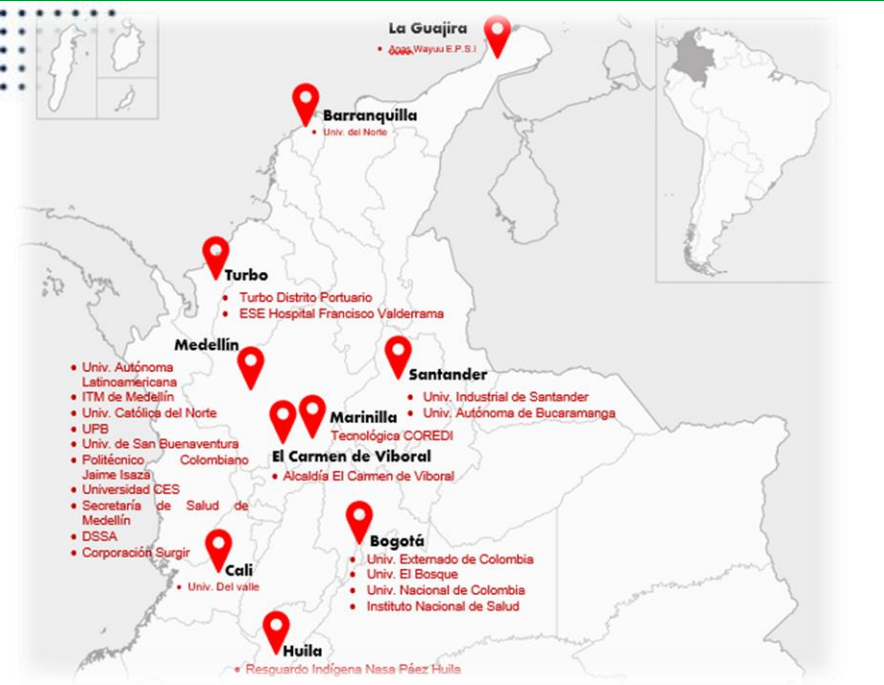 La Guajira
• Anas Wayuu E.P.S.I
Barranquilla
• Univ. del Norte
Turbo
• Turbo Distrito Portuario
• ESE Hospital Francisco Valderrama
Medellín
• Univ. Autónoma
Latinoamericana
• ITM de Medellín
• Univ. Católica del Norte
• UPB
• Univ. de San Buenaventura
• Politécnico Colombiano
Jaime Isaza
• Universidad CES
• Secretaría de Salud de
Medellín
• DSSA
• Corporación Surgir
Santander
• Univ. Industrial de Santander
• Univ. Autónoma de Bucaramanga
Marinilla
Tecnológica COREDI
El Carmen de Viboral
• Alcaldía El Carmen de Viboral
Bogotá
• Univ. Externado de Colombia
• Univ. El Bosque
• Univ. Nacional de Colombia
• Instituto Nacional de Salud
Cali
• Univ. Del valle
Huila
• Resguardo Indígena Nasa Páez Huila